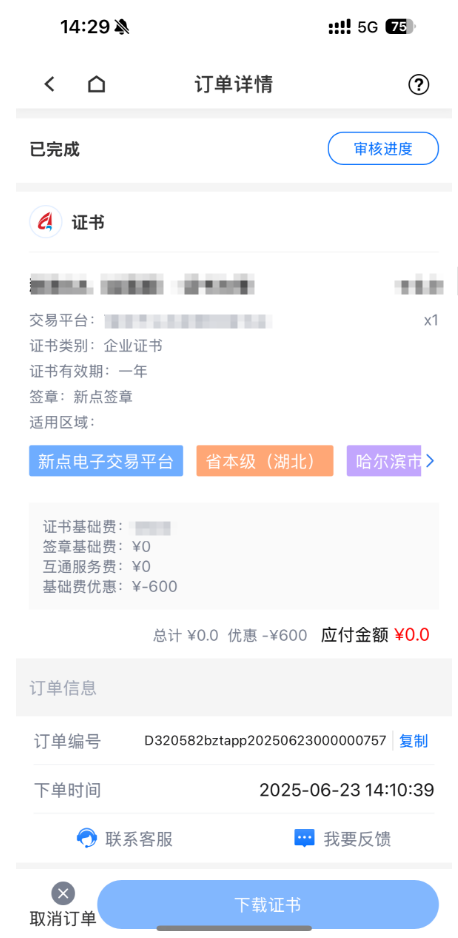 14:29
5G 75
订单详情
已完成
审核进度
证书
交易平台：
x1
证书类别：企业证书
证书有效期：一年
签章：新点签章
适用区域：
新点电子交易平台 省本级（湖北） 哈尔滨市
证书基础费：
签章基础费：¥0
互通服务费：¥0
基础费优惠：¥-600
总计 ¥0.0 优惠 -¥600 应付金额 ¥0.0
订单信息
订单编号 D320582bztapp20250623000000757 复制
下单时间 2025-06-23 14:10:39
联系客服 我要反馈
取消订单 下载证书